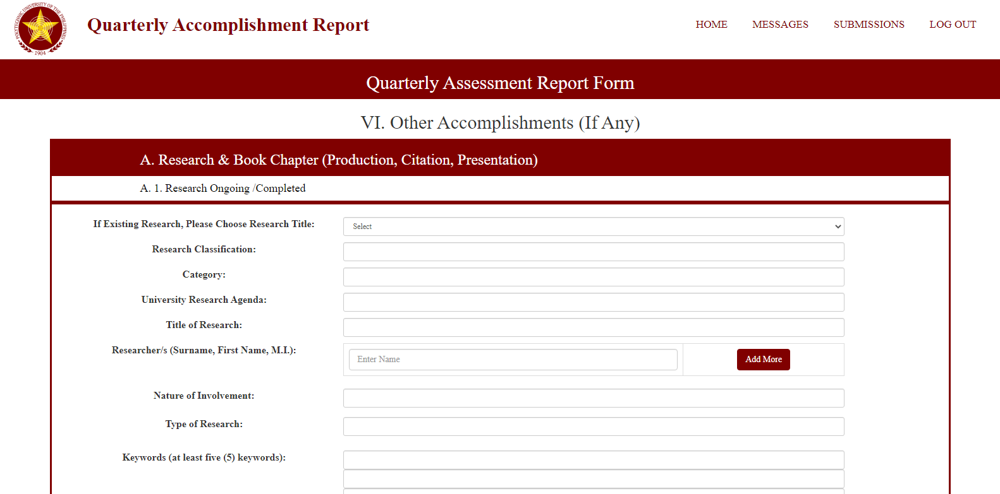 POLYTECHNIC UNIVERSITY OF THE PHILIPPINES
1904
Quarterly Accomplishment Report
HOME MESSAGES SUBMISSIONS LOG OUT
Quarterly Assessment Report Form
VI. Other Accomplishments (If Any)
A. Research & Book Chapter (Production, Citation, Presentation)
A. 1. Research Ongoing /Completed
If Existing Research, Please Choose Research Title: Select
Research Classification:
Category:
University Research Agenda:
Title of Research:
Researcher/s (Surname, First Name, M.I.): Enter Name Add More
Nature of Involvement:
Type of Research:
Keywords (at least five (5) keywords):